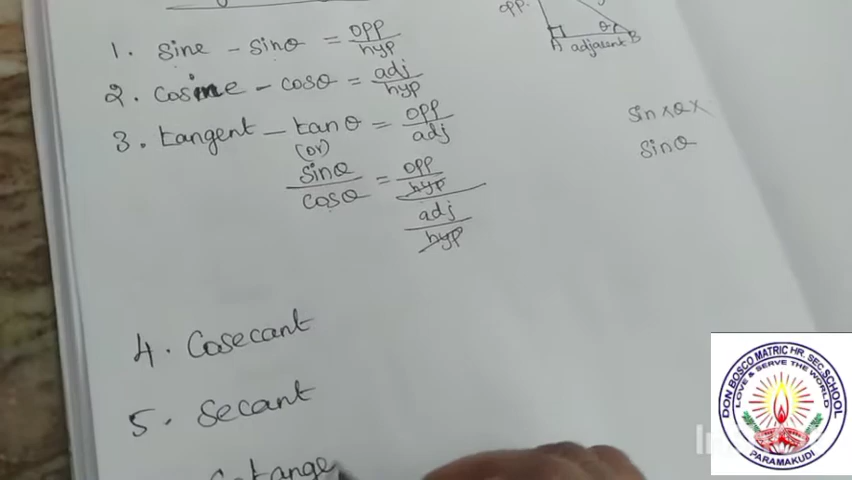 opp.
A adjacent B
θ
1. sine - sinθ = opp/hyp
2. cosine - cosθ = adj/hyp
3. tangent - tanθ = opp/adj
(or)
sinθ/cosθ = opp/hyp / adj/hyp
sin x θ x
sinθ
4. Cosecant
5. Secant
DON BOSCO MATRIC HR. SEC. SCHOOL
LOVE & SERVE THE WORLD
PARAMAKUDI